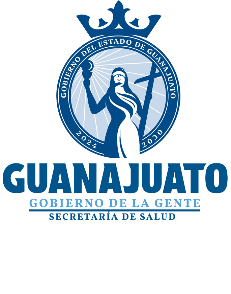 GOBIERNO DEL ESTADO DE GUANAJUATO
2024 2030
GUANAJUATO
GOBIERNO DE LA GENTE
SECRETARÍA DE SALUD